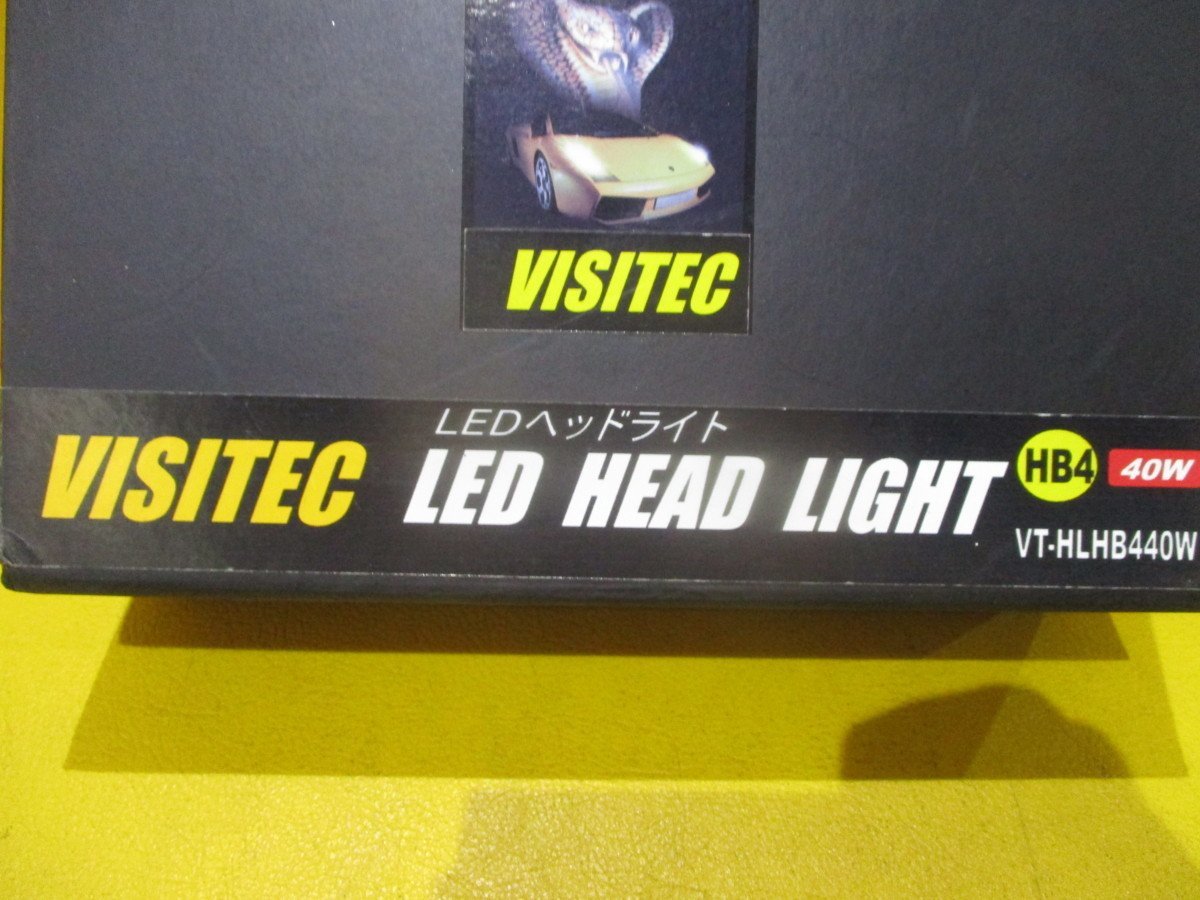 VISITEC
LEDヘッドライト
VISITEC LED HEAD LIGHT HB4 40W
VT-HLHB440W